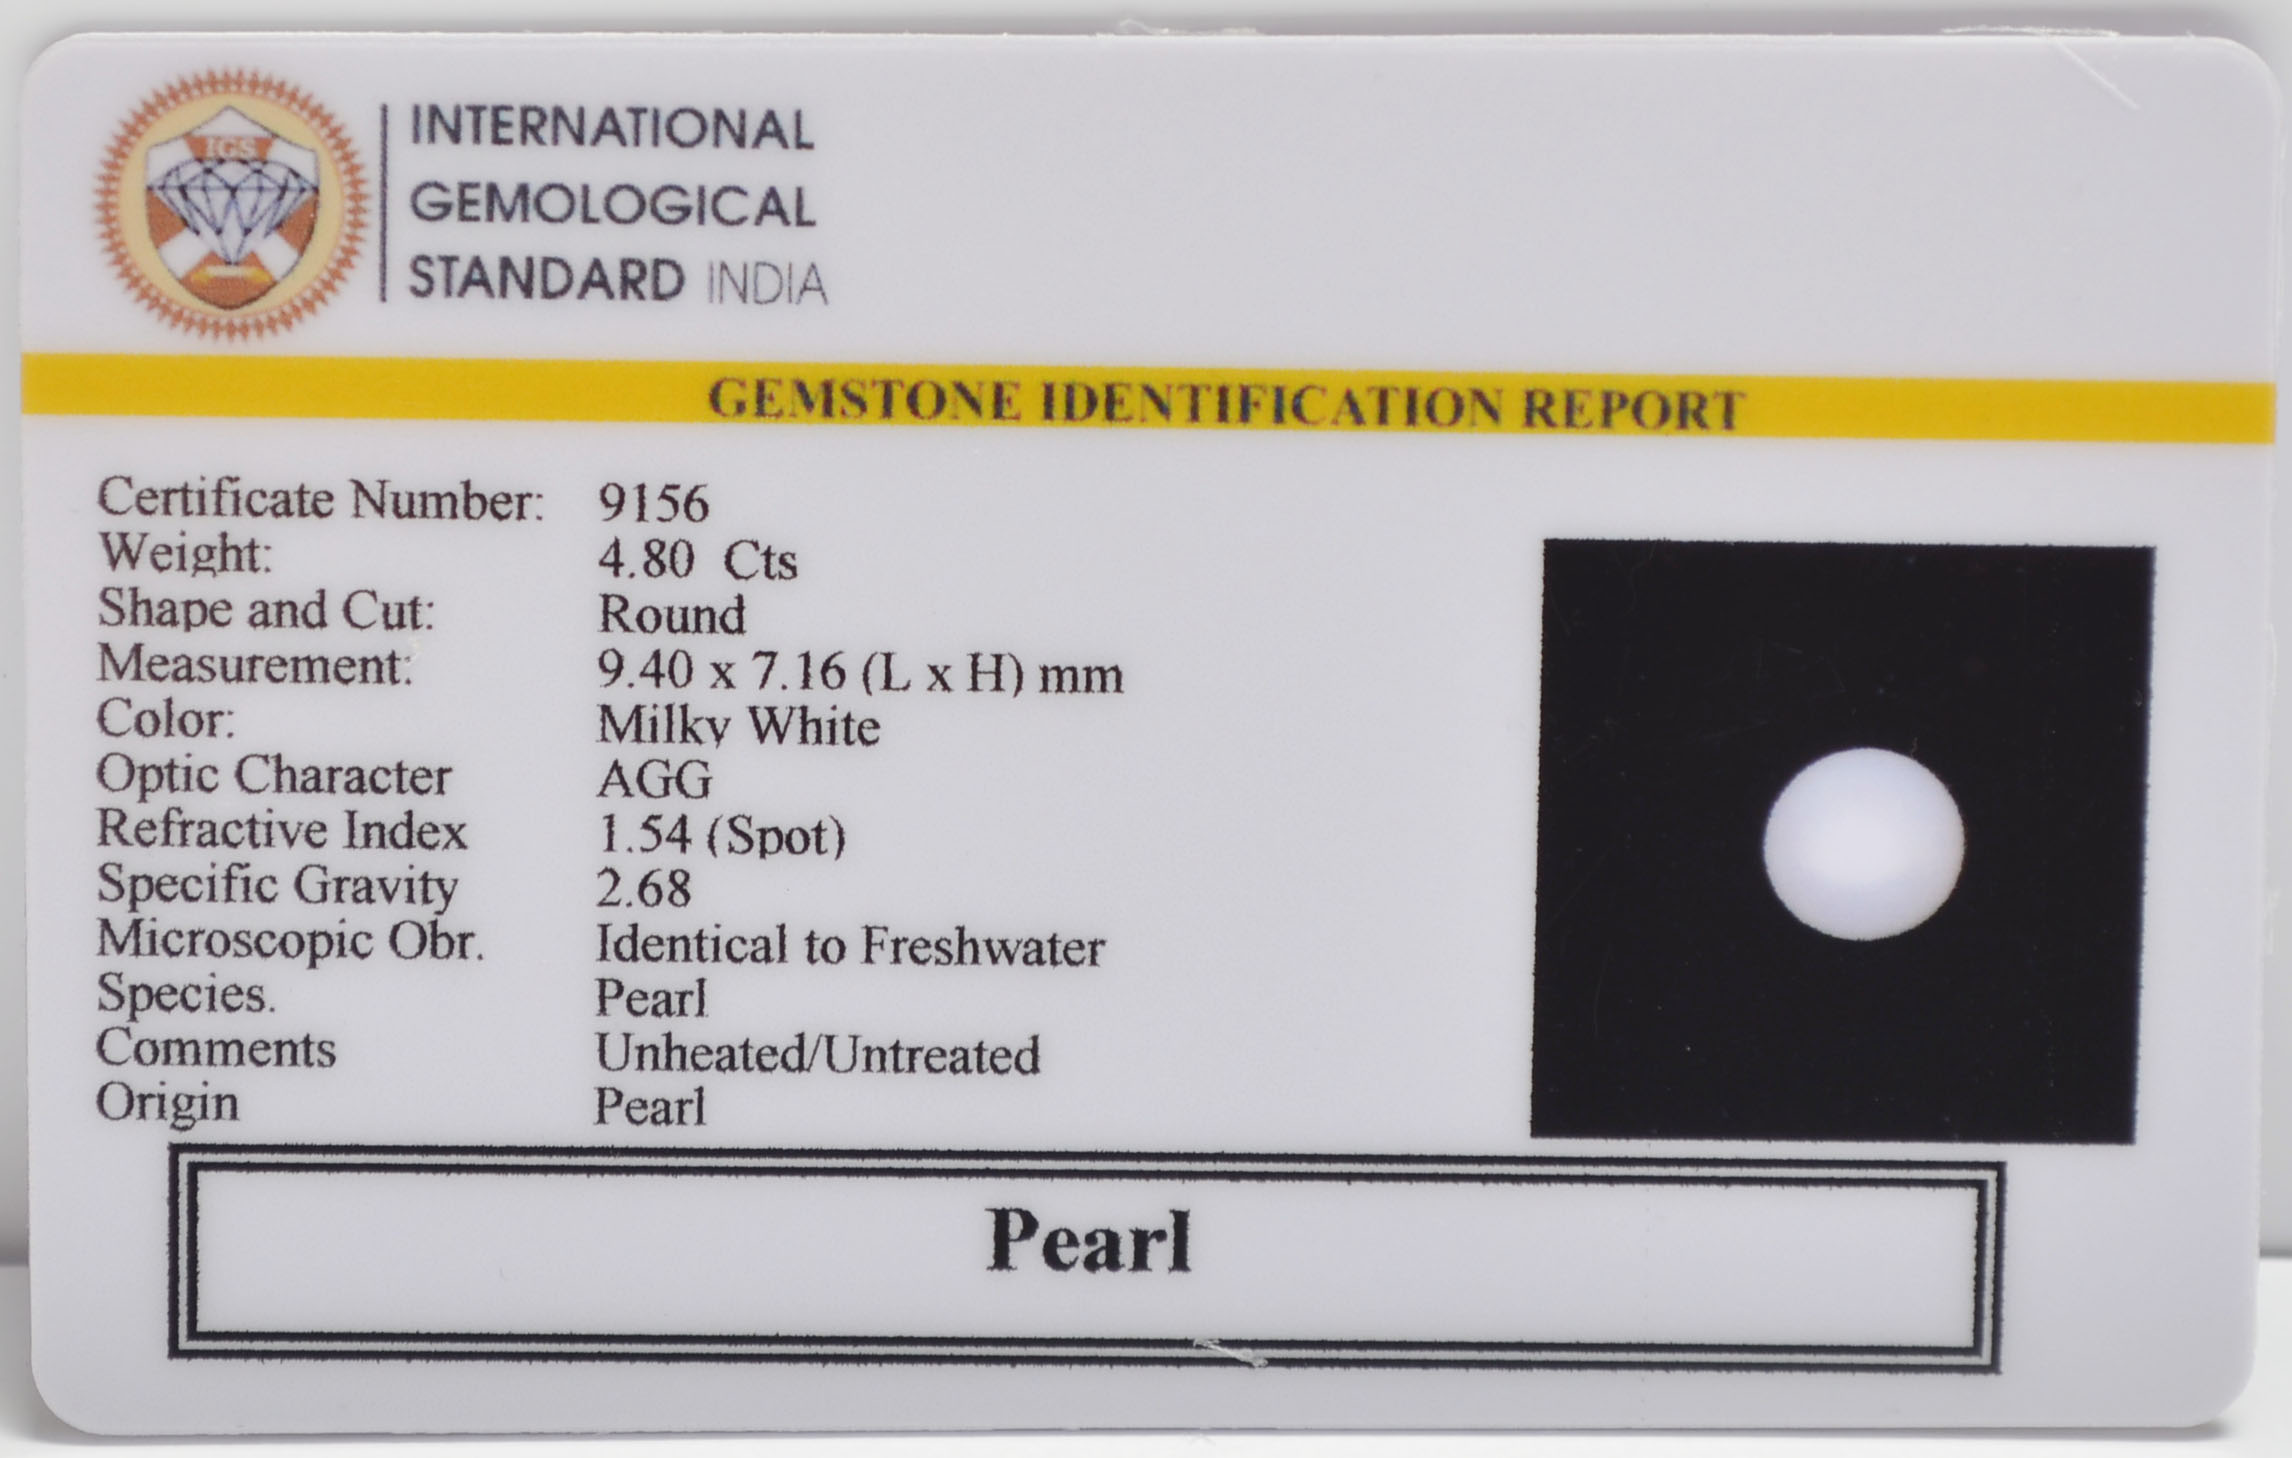 IGS
INTERNATIONAL
GEMOLOGICAL
STANDARD INDIA
GEMSTONE IDENTIFICATION REPORT
Certificate Number: 9156
Weight: 4.80 Cts
Shape and Cut: Round
Measurement: 9.40 x 7.16 (L x H) mm
Color: Milky White
Optic Character AGG
Refractive Index 1.54 (Spot)
Specific Gravity 2.68
Microscopic Obr. Identical to Freshwater
Species. Pearl
Comments Unheated/Untreated
Origin Pearl
Pearl